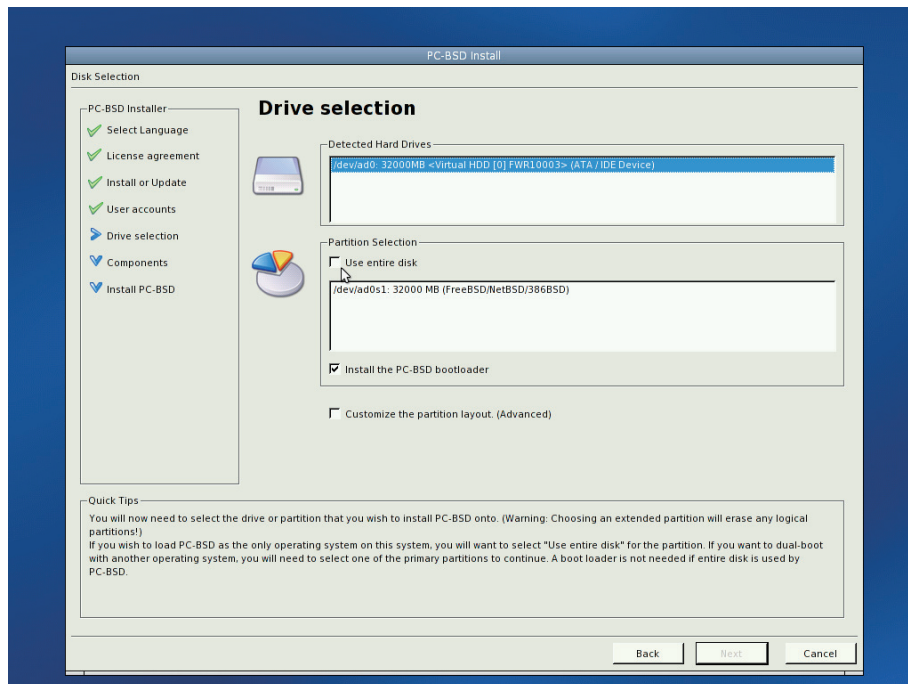 PC-BSD Install
Disk Selection
PC-BSD Installer
Select Language
License agreement
Install or Update
User accounts
Drive selection
Components
Install PC-BSD
Drive selection
Detected Hard Drives
/dev/ad0: 32000MB <Virtual HDD [0] FWR10003> (ATA / IDE Device)
Partition Selection
Use entire disk
/dev/ad0s1: 32000 MB (FreeBSD/NetBSD/386BSD)
Install the PC-BSD bootloader
Customize the partition layout. (Advanced)
Quick Tips
You will now need to select the drive or partition that you wish to install PC-BSD onto. (Warning: Choosing an extended partition will erase any logical
partitions!)
If you wish to load PC-BSD as the only operating system on this system, you will want to select "Use entire disk" for the partition. If you want to dual-boot
with another operating system, you will need to select one of the primary partitions to continue. A boot loader is not needed if entire disk is used by
PC-BSD.
Back
Next
Cancel